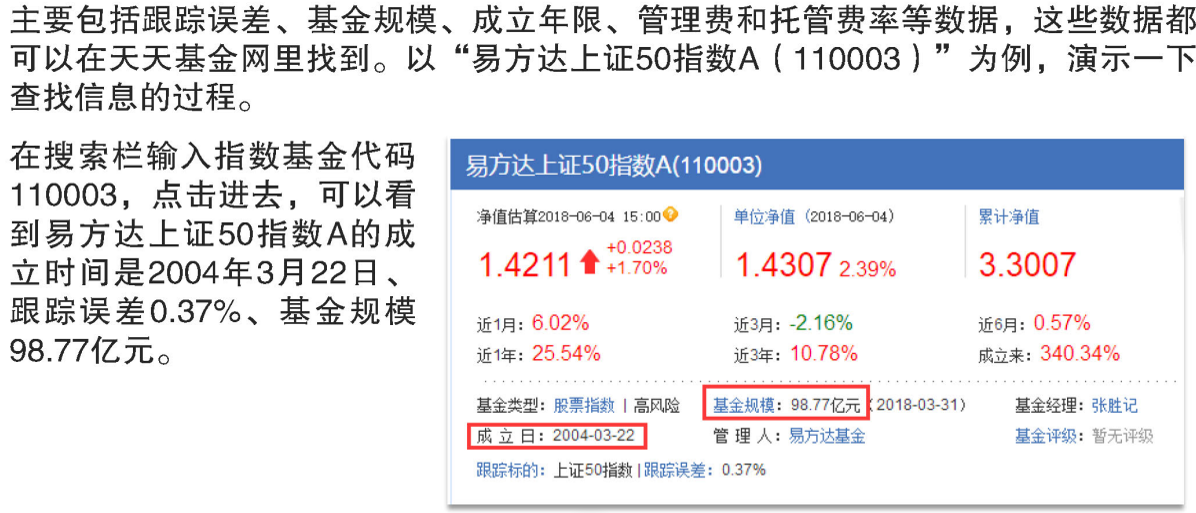 主要包括跟踪误差、基金规模、成立年限、管理费和托管费率等数据，这些数据都
可以在天天基金网里找到。以“易方达上证50指数A（110003）”为例，演示一下
查找信息的过程。
在搜索栏输入指数基金代码
110003，点击进去，可以看
到易方达上证50指数A的成
立时间是2004年3月22日、
跟踪误差0.37%、基金规模
98.77亿元。
易方达上证50指数A(110003)
净值估算2018-06-04 15:00 单位净值（2018-06-04） 累计净值
1.4211 +0.0238 +1.70% 1.4307 2.39% 3.3007
近1月：6.02% 近3月：-2.16% 近6月：0.57%
近1年：25.54% 近3年：10.78% 成立来：340.34%
基金类型：股票指数 | 高风险 基金规模：98.77亿元（2018-03-31） 基金经理：张胜记
成 立 日：2004-03-22 管 理 人：易方达基金 基金评级：暂无评级
跟踪标的：上证50指数 | 跟踪误差：0.37%